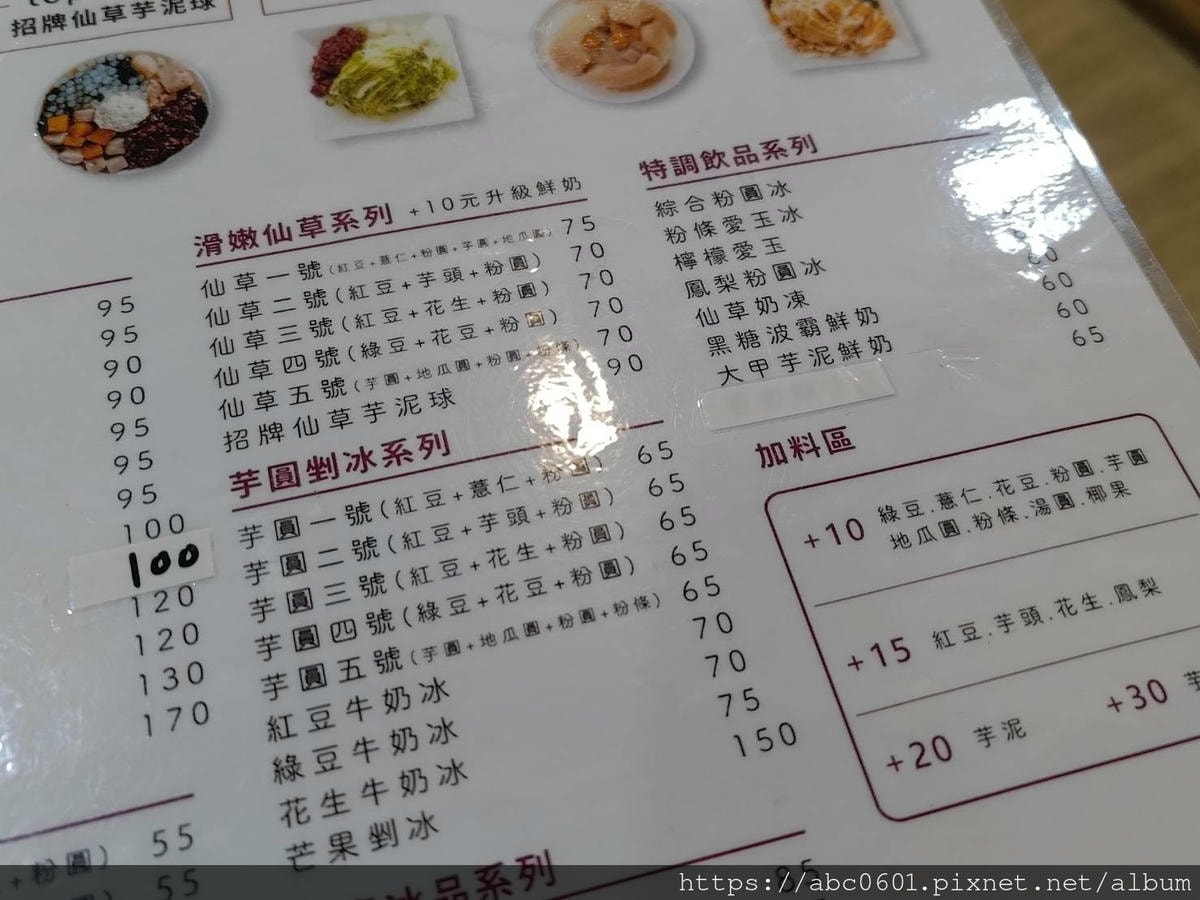 招牌仙草芋泥球
滑嫩仙草系列 +10元升級鮮奶
仙草一號(紅豆+薏仁+粉圓+芋圓+地瓜圓) 75
仙草二號(紅豆+芋頭+粉圓) 70
仙草三號(紅豆+花生+粉圓) 70
仙草四號(綠豆+花豆+粉圓) 70
仙草五號(芋圓+地瓜圓+粉圓+粉條) 70
招牌仙草芋泥球 90
芋圓剉冰系列
芋圓一號(紅豆+薏仁+粉圓) 65
芋圓二號(紅豆+芋頭+粉圓) 65
芋圓三號(紅豆+花生+粉圓) 65
芋圓四號(綠豆+花豆+粉圓) 65
芋圓五號(芋圓+地瓜圓+粉圓+粉條) 65
紅豆牛奶冰 70
綠豆牛奶冰 70
花生牛奶冰 75
芒果剉冰 150
冰品系列
85
特調飲品系列
綜合粉圓冰
粉條愛玉冰
檸檬愛玉
鳳梨粉圓冰 60
仙草奶凍 60
黑糖波霸鮮奶 60
大甲芋泥鮮奶 65
加料區
+10 綠豆.薏仁.花豆.粉圓.芋圓
地瓜圓.粉條.湯圓.椰果
+15 紅豆.芋頭.花生.鳳梨
+20 芋泥 +30 芋
95
95
90
90
95
95
95
100
100
120
120
130
170
+粉圓) 55
55
https://abc0601.pixnet.net/album